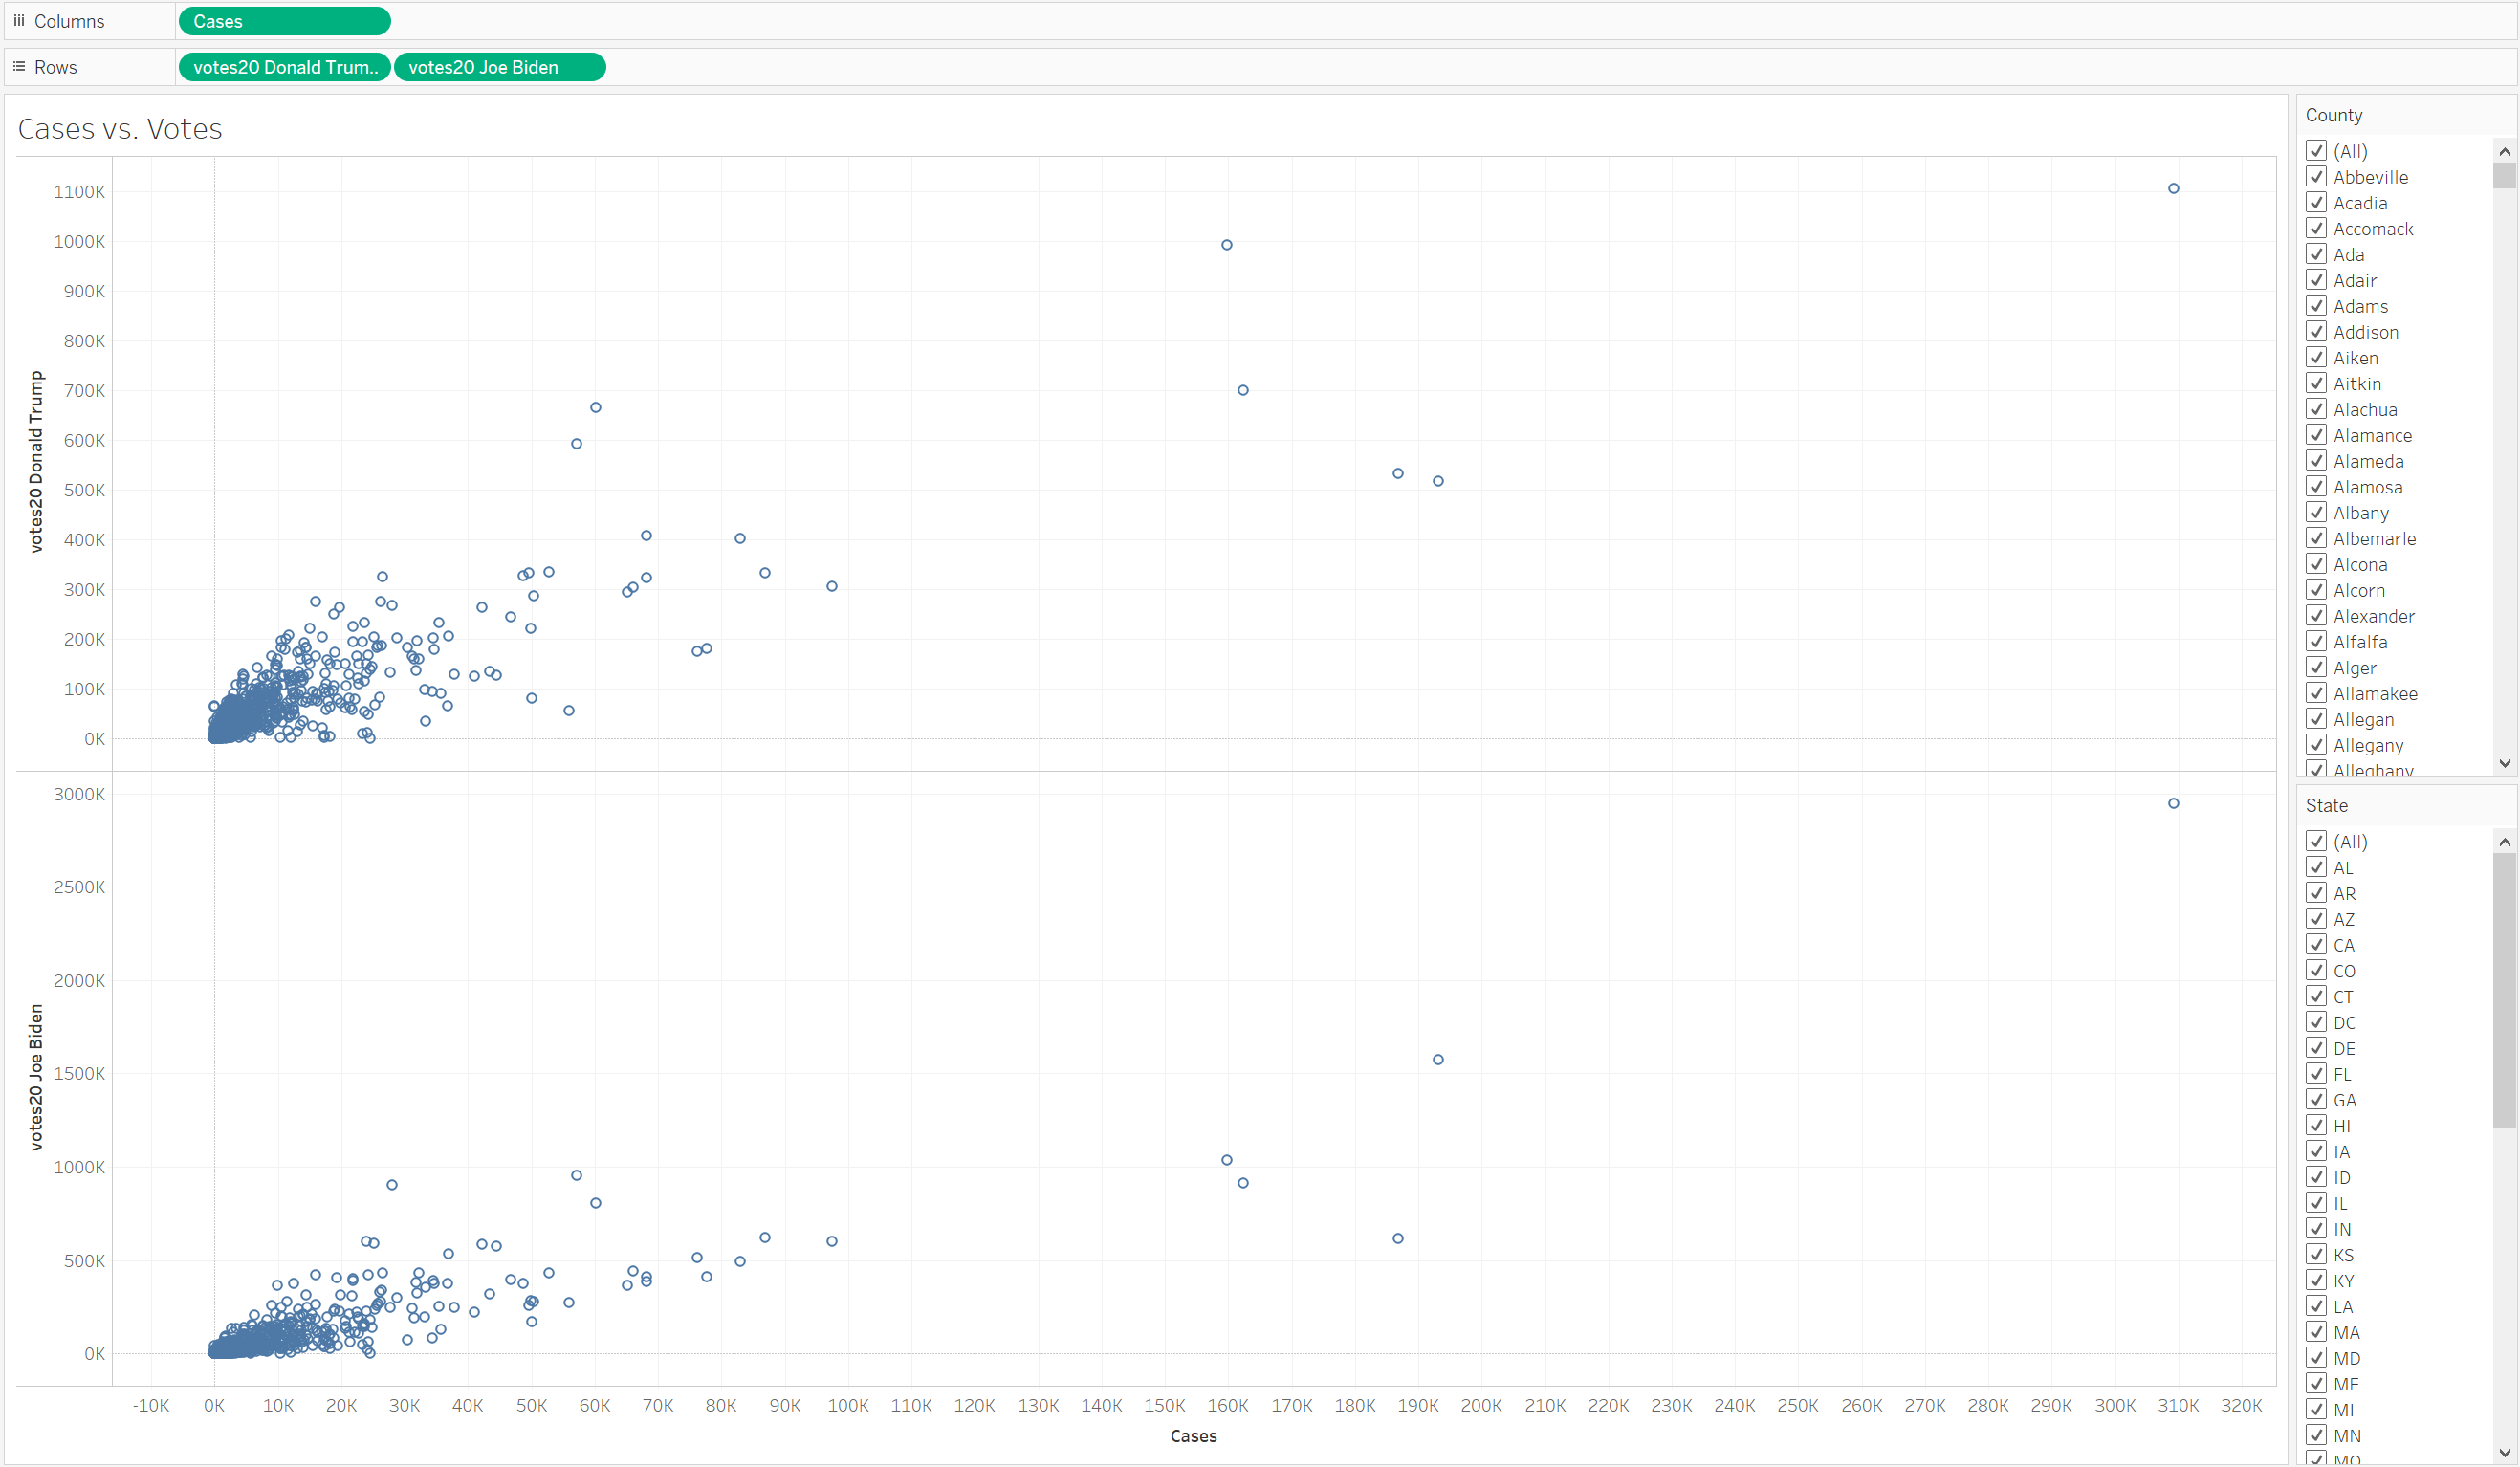 Columns
Cases
Rows
votes20 Donald Trum..
votes20 Joe Biden
Cases vs. Votes
votes20 Donald Trump
1100K
1000K
900K
800K
700K
600K
500K
400K
300K
200K
100K
0K
votes20 Joe Biden
3000K
2500K
2000K
1500K
1000K
500K
0K
-10K 0K 10K 20K 30K 40K 50K 60K 70K 80K 90K 100K 110K 120K 130K 140K 150K 160K 170K 180K 190K 200K 210K 220K 230K 240K 250K 260K 270K 280K 290K 300K 310K 320K
Cases
County
(All)
Abbeville
Acadia
Accomack
Ada
Adair
Adams
Addison
Aiken
Aitkin
Alachua
Alamance
Alameda
Alamosa
Albany
Albemarle
Alcona
Alcorn
Alexander
Alfalfa
Alger
Allamakee
Allegan
Allegany
Alleghany
State
(All)
AL
AR
AZ
CA
CO
CT
DC
DE
FL
GA
HI
IA
ID
IL
IN
KS
KY
LA
MA
MD
ME
MI
MN
MO